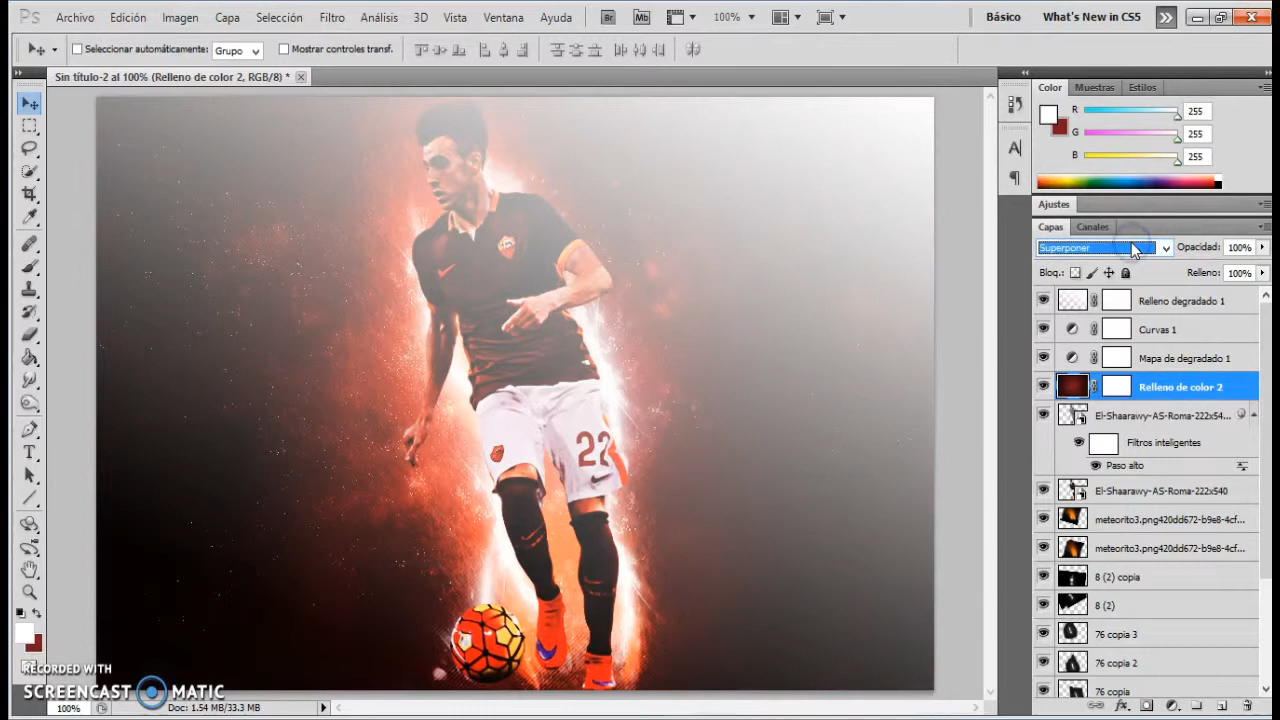 Ps Archivo Edición Imagen Capa Selección Filtro Análisis 3D Vista Ventana Ayuda Br Mb 100% Básico What's New in CS5
Seleccionar automáticamente: Grupo Mostrar controles transf.
Sin título-2 al 100% (Relleno de color 2, RGB/8) *
Color Muestras Estilos
R 255
G 255
B 255
Ajustes
Capas Canales
Superponer Opacidad: 100%
Bloq.: Relleno: 100%
Relleno degradado 1
Curvas 1
Mapa de degradado 1
Relleno de color 2
El-Shaarawy-AS-Roma-222x54...
Filtros inteligentes
Paso alto
El-Shaarawy-AS-Roma-222x540
meteorito3.png420dd672-b9e8-4cf...
meteorito3.png420dd672-b9e8-4cf...
8 (2) copia
8 (2)
76 copia 3
76 copia 2
76 copia
22
RECORDED WITH
SCREENCAST MATIC
100% Doc: 1.54 MB/33.3 MB